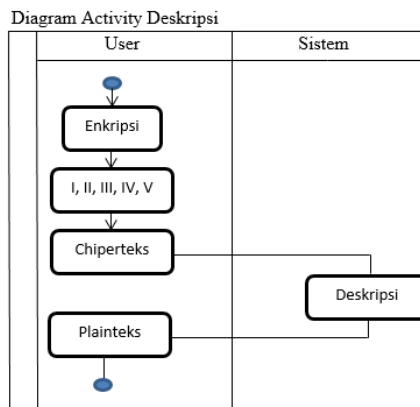 Diagram Activity Deskripsi
User
Sistem
Enkripsi
I, II, III, IV, V
Chiperteks
Deskripsi
Plainteks